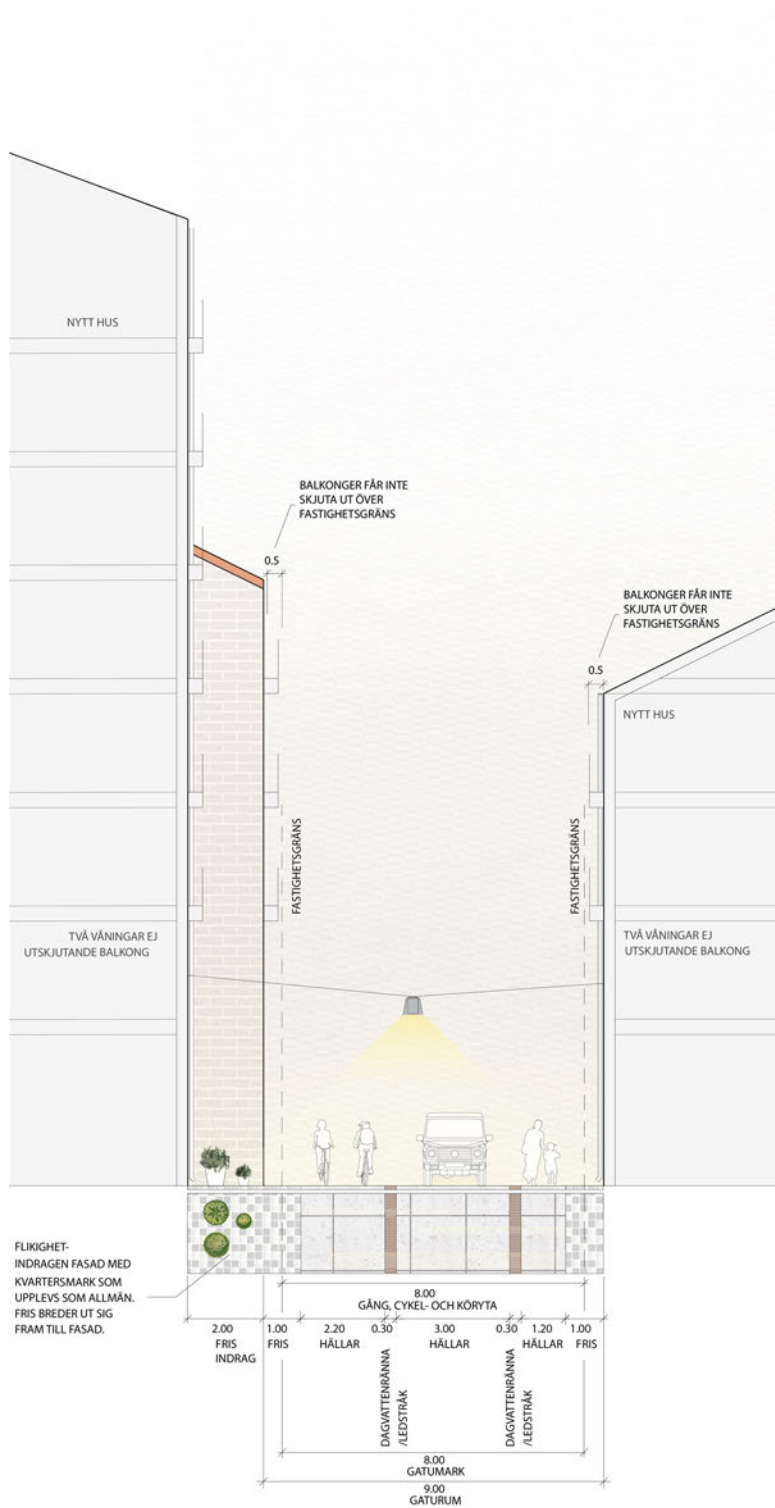 NYTT HUS
BALKONGER FÅR INTE
SKJUTA UT ÖVER
FASTIGHETSGRÄNS
0.5
BALKONGER FÅR INTE
SKJUTA UT ÖVER
FASTIGHETSGRÄNS
0.5
NYTT HUS
FASTIGHETSGRÄNS
FASTIGHETSGRÄNS
TVÅ VÅNINGAR EJ
UTSKJUTANDE BALKONG
TVÅ VÅNINGAR EJ
UTSKJUTANDE BALKONG
FLIKIGHET-
INDRAGEN FASAD MED
KVARTERSMARK SOM
UPPLEVS SOM ALLMÄN.
FRIS BREDER UT SIG
FRAM TILL FASAD.
8.00
GÅNG, CYKEL- OCH KÖRYTA
2.00 1.00 2.20 0.30 3.00 0.30 1.20 1.00
FRIS FRIS HÄLLAR HÄLLAR HÄLLAR FRIS
INDRAG
DAGVATTENRÄNNA
/LEDSTRÅK
DAGVATTENRÄNNA
/LEDSTRÅK
8.00
GATUMARK
9.00
GATURUM